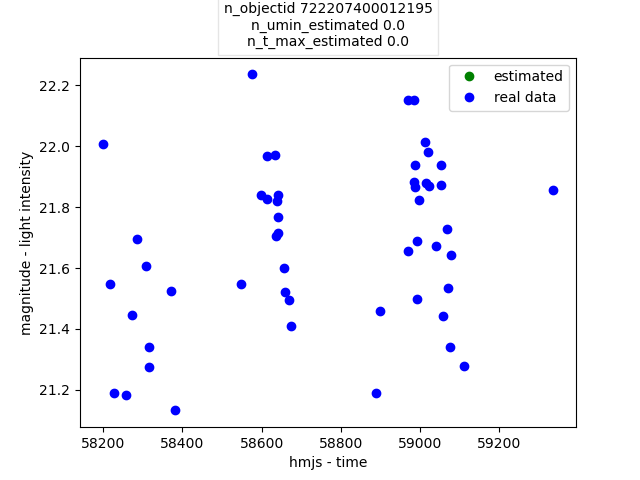 n_objectid 722207400012195
n_umin_estimated 0.0
n_t_max_estimated 0.0
estimated
real data
22.2
22.0
21.8
21.6
21.4
21.2
magnitude - light intensity
58200 58400 58600 58800 59000 59200
hmjs - time